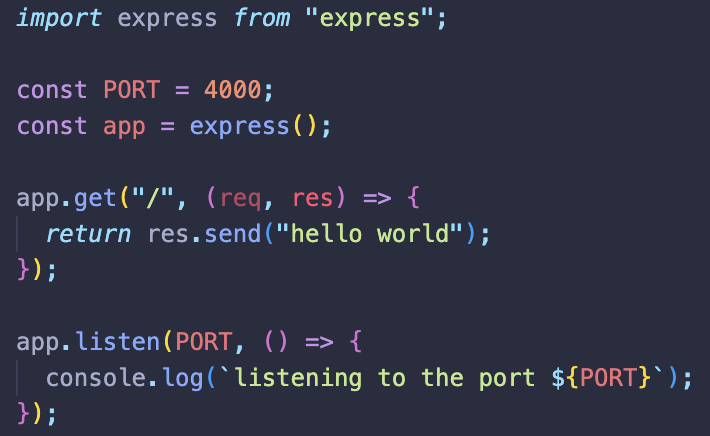 import express from "express";
const PORT = 4000;
const app = express();
app.get("/", (req, res) => {
return res.send("hello world");
});
app.listen(PORT, () => {
console.log(`listening to the port ${PORT}`);
});